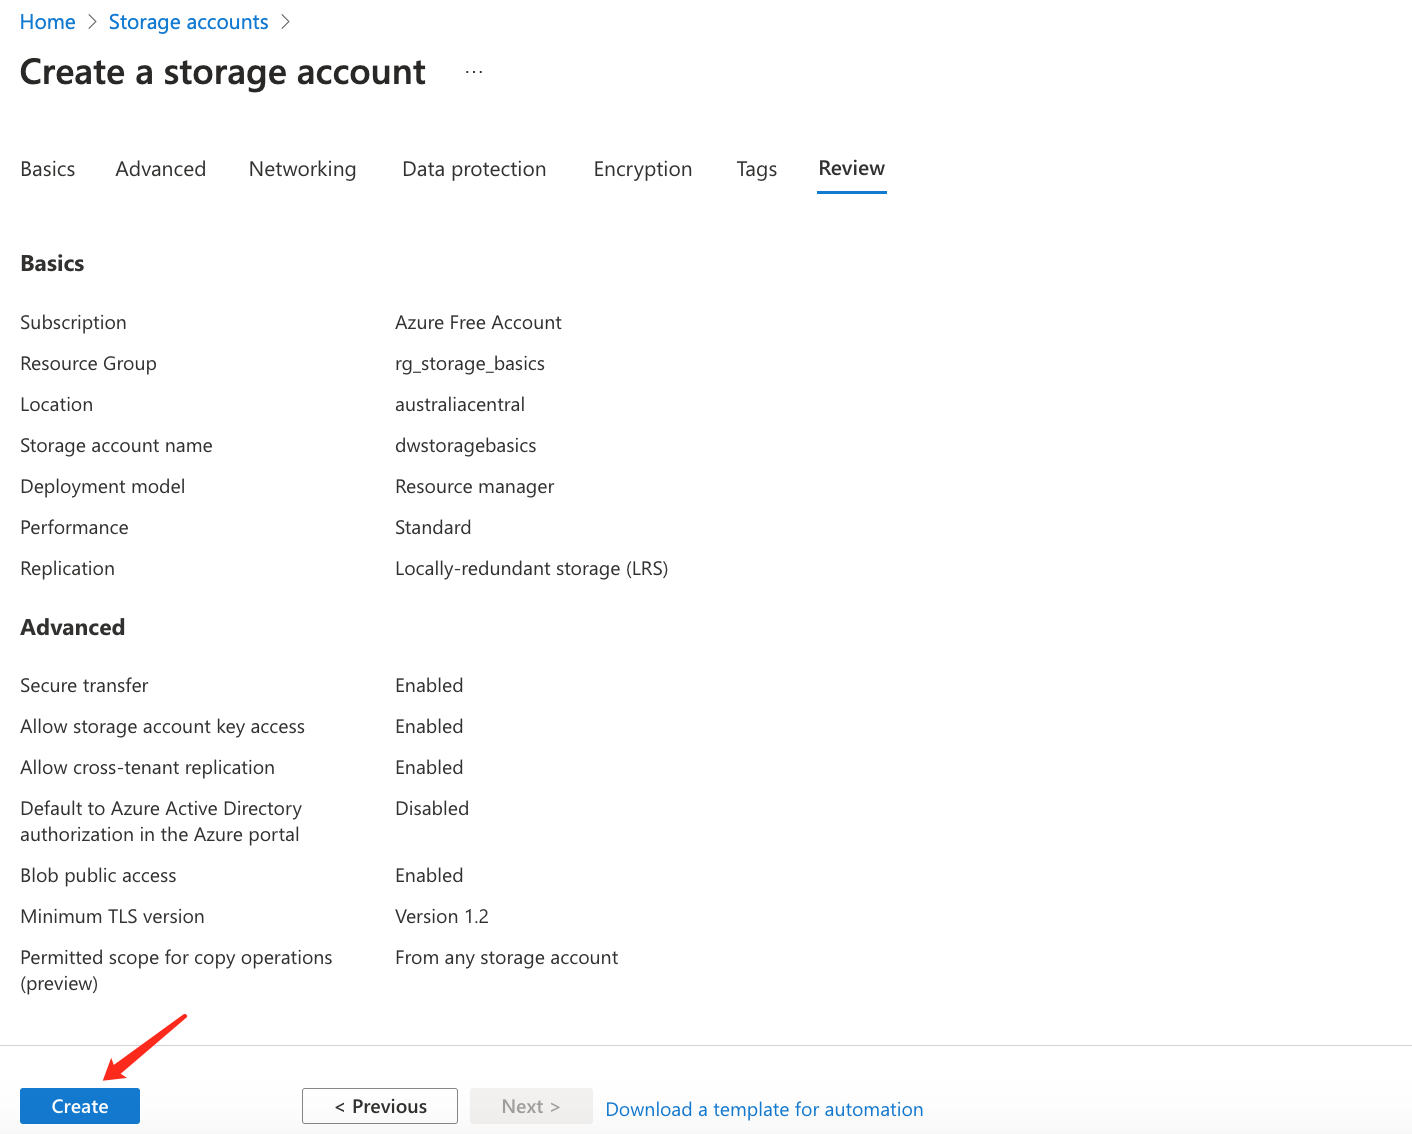 Home > Storage accounts >
Create a storage account ...
Basics Advanced Networking Data protection Encryption Tags Review
Basics
Subscription Azure Free Account
Resource Group rg_storage_basics
Location australiacentral
Storage account name dwstoragebasics
Deployment model Resource manager
Performance Standard
Replication Locally-redundant storage (LRS)
Advanced
Secure transfer Enabled
Allow storage account key access Enabled
Allow cross-tenant replication Enabled
Default to Azure Active Directory Disabled
authorization in the Azure portal
Blob public access Enabled
Minimum TLS version Version 1.2
Permitted scope for copy operations From any storage account
(preview)
Create < Previous Next > Download a template for automation